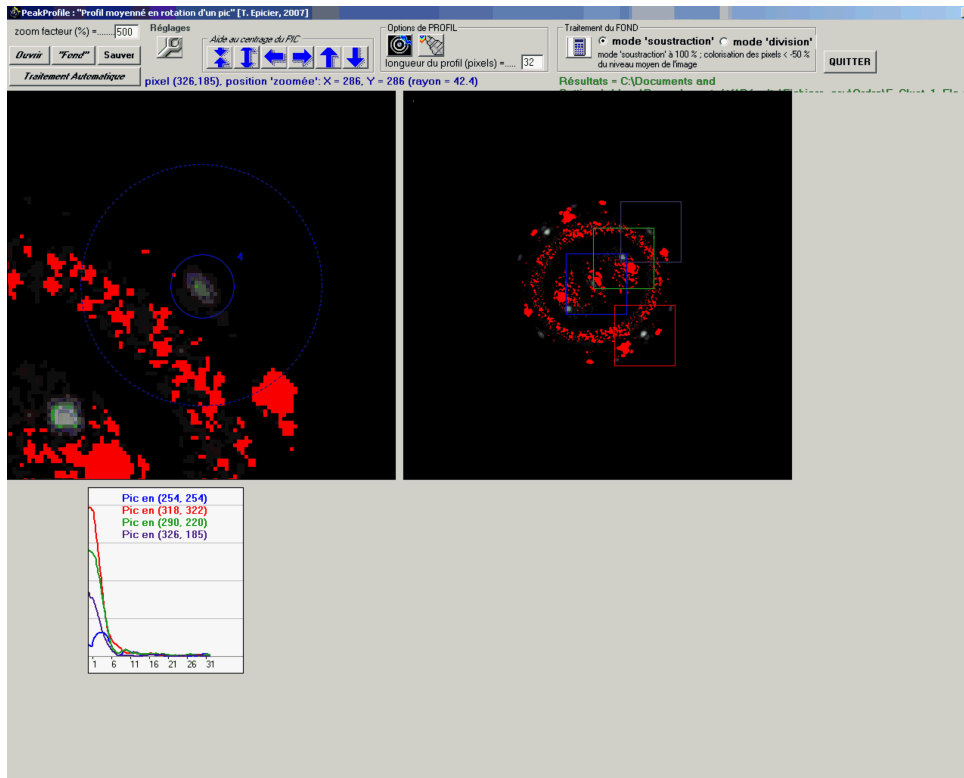 PeakProfile : "Profil moyenné en rotation d'un pic" [T. Epicier, 2007]
zoom facteur (%) =......500
Réglages
Aide au centrage du PIC
Options de PROFIL
Traitement du FOND
Ouvrir "Fond" Sauver
mode 'soustraction' mode 'division'
mode 'soustraction' à 100 % ; colorisation des pixels < -50 %
du niveau moyen de l'image
longueur du profil (pixels) =..... 32
QUITTER
Traitement Automatique
pixel (326,185), position 'zoomée': X = 286, Y = 286 (rayon = 42.4)
Résultats = C:\Documents and
Pic en (254, 254)
Pic en (318, 322)
Pic en (290, 220)
Pic en (326, 185)
1 6 11 16 21 26 31